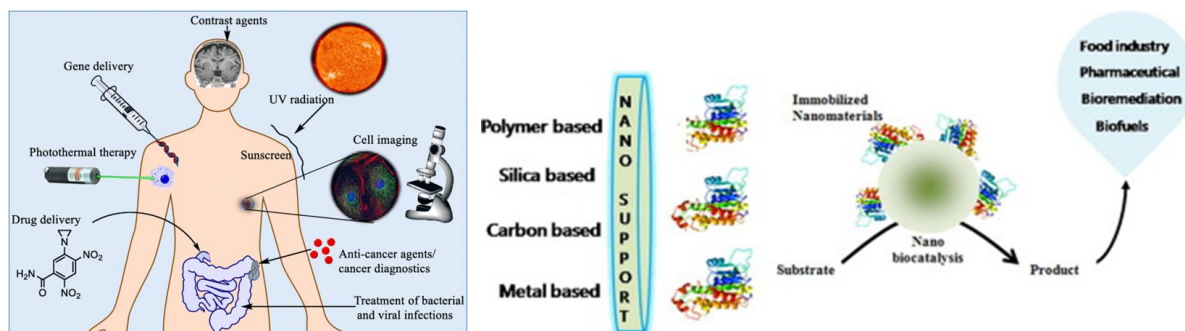 Contrast agents
Gene delivery
UV radiation
Cell imaging
Photothermal therapy
Sunscreen
Drug delivery
NO₂
H₂N
O
NO₂
N
Anti-cancer agents/
cancer diagnostics
Treatment of bacterial
and viral infections
Polymer based
Silica based
Carbon based
Metal based
NANO SUPPORT
Immobilized
Nanomaterials
Nano
biocatalysis
Substrate
Product
Food industry
Pharmaceutical
Bioremediation
Biofuels